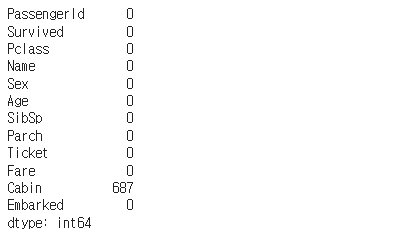 PassengerId      0
Survived         0
Pclass           0
Name             0
Sex              0
Age              0
SibSp            0
Parch            0
Ticket           0
Fare             0
Cabin          687
Embarked         0
dtype: int64